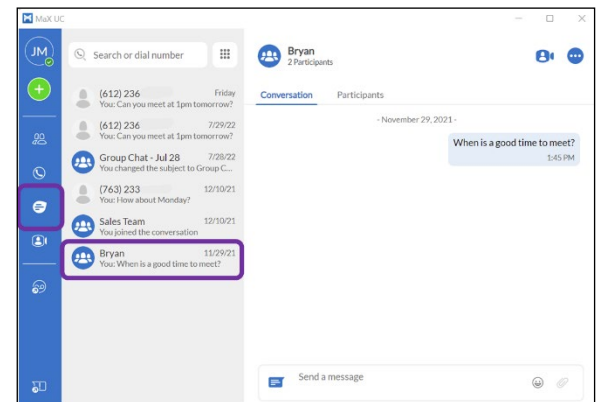 MaX UC
JM
Search or dial number
(612) 236 Friday
You: Can you meet at 1pm tomorrow?
(612) 236 7/29/22
You: Can you meet at 1pm tomorrow?
Group Chat - Jul 28 7/28/22
You changed the subject to Group C...
(763) 233 12/10/21
You: How about Monday?
Sales Team 12/10/21
You joined the conversation
Bryan 11/29/21
You: When is a good time to meet?
Bryan
2 Participants
Conversation Participants
- November 29, 2021 -
When is a good time to meet?
1:45 PM
Send a message